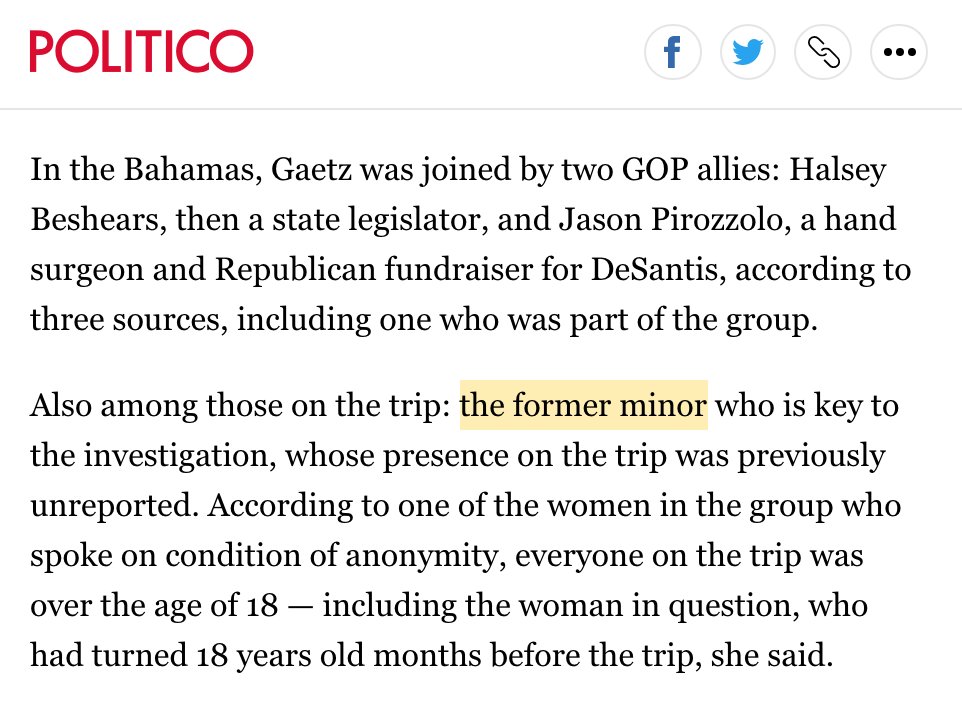 POLITICO
In the Bahamas, Gaetz was joined by two GOP allies: Halsey
Beshears, then a state legislator, and Jason Pirozzolo, a hand
surgeon and Republican fundraiser for DeSantis, according to
three sources, including one who was part of the group.
Also among those on the trip: the former minor who is key to
the investigation, whose presence on the trip was previously
unreported. According to one of the women in the group who
spoke on condition of anonymity, everyone on the trip was
over the age of 18 — including the woman in question, who
had turned 18 years old months before the trip, she said.